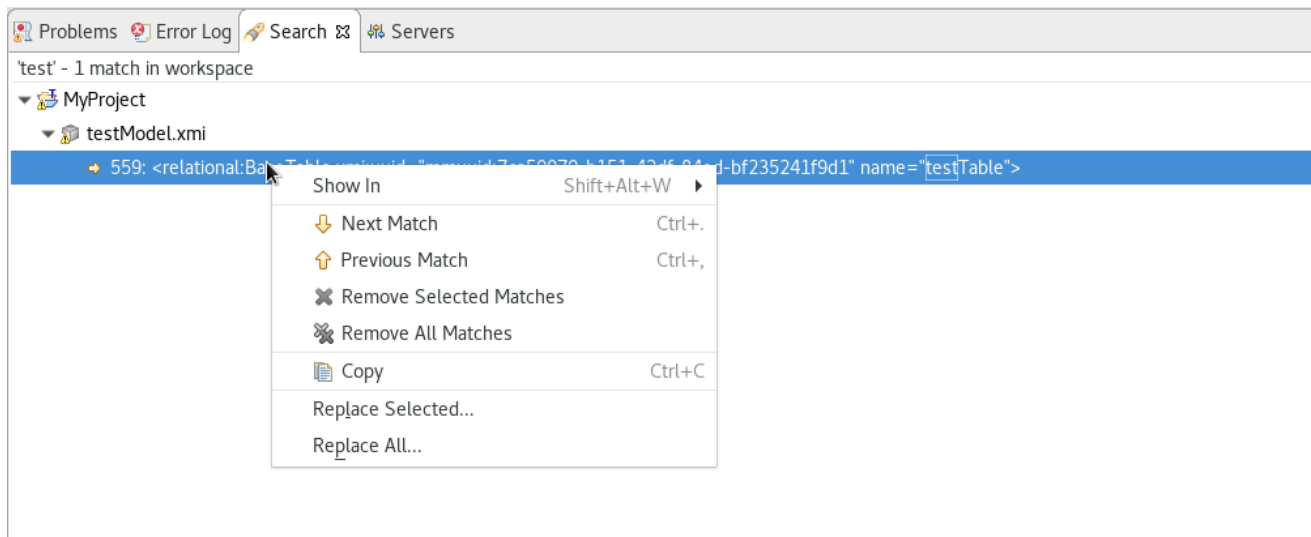 Problems Error Log Search Servers
'test' - 1 match in workspace
MyProject
testModel.xmi
559: <relational:Ba d-bf235241f9d1" name="testTable">
Show In Shift+Alt+W
Next Match Ctrl+.
Previous Match Ctrl+,
Remove Selected Matches
Remove All Matches
Copy Ctrl+C
Replace Selected...
Replace All...